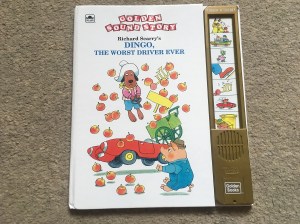 GOLDEN
SOUND STORY
Richard Scarry's
DINGO,
THE WORST DRIVER EVER
Golden
Books